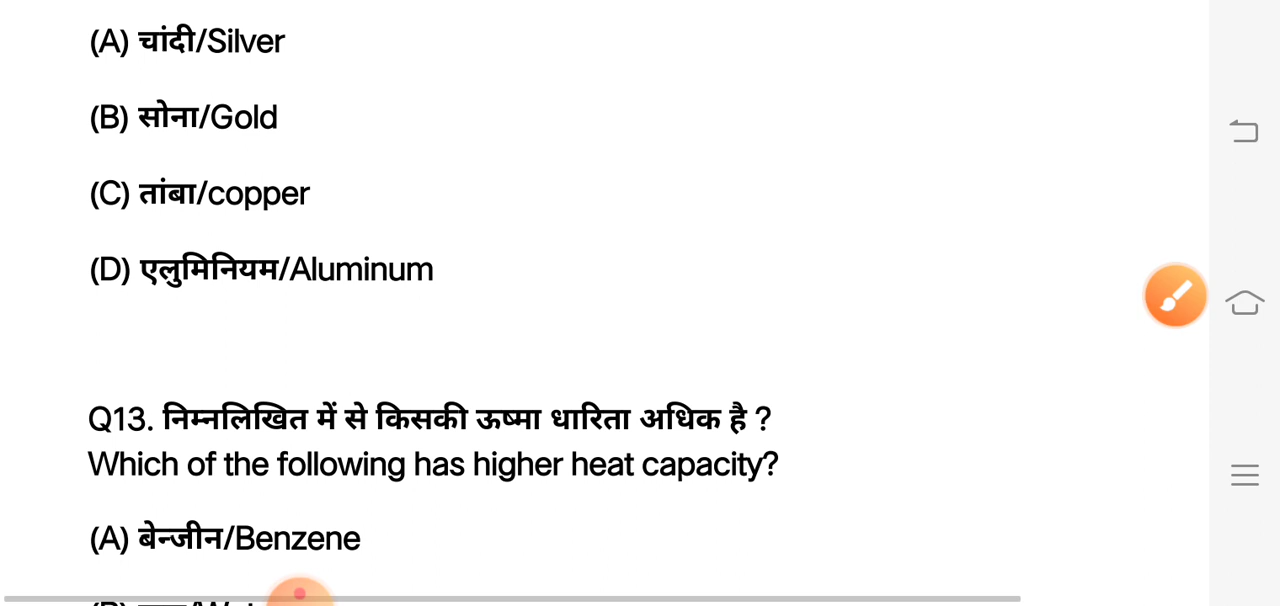 (A) चांदी/Silver
(B) सोना/Gold
(C) तांबा/copper
(D) एलुमिनियम/Aluminum
Q13. निम्नलिखित में से किसकी ऊष्मा धारिता अधिक है ?
Which of the following has higher heat capacity?
(A) बेन्जीन/Benzene